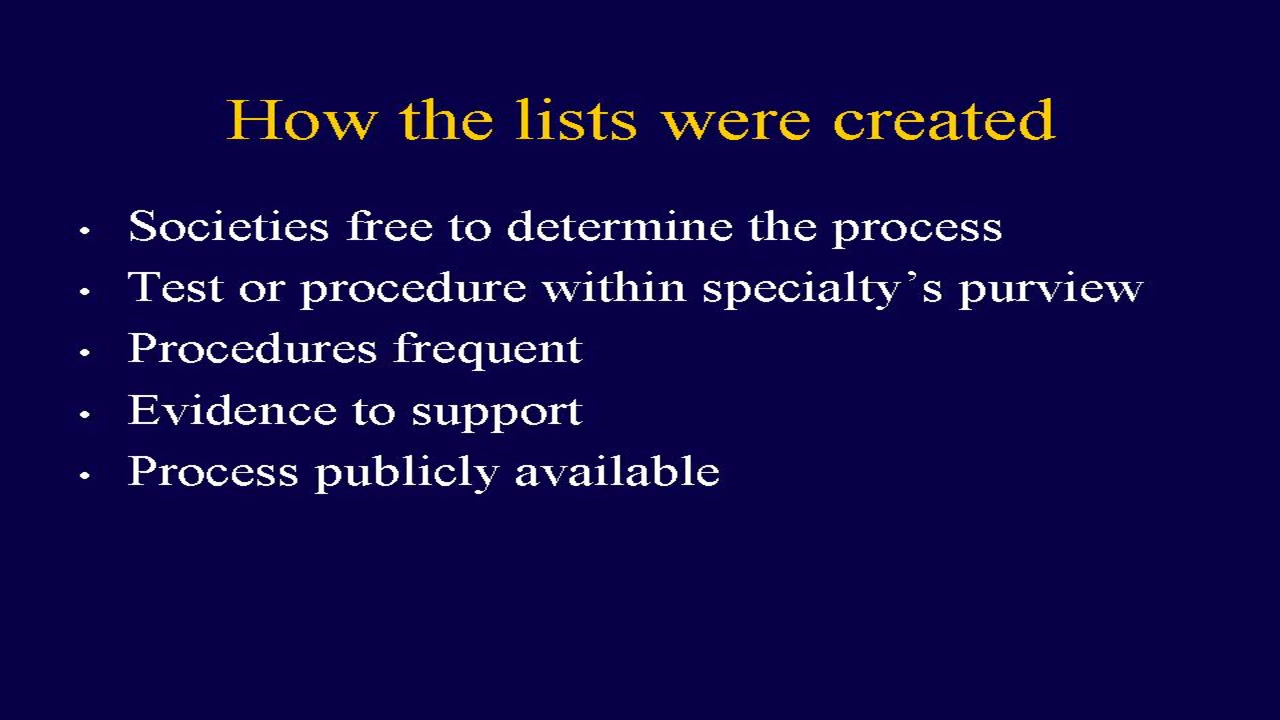 How the lists were created
• Societies free to determine the process
• Test or procedure within specialty’s purview
• Procedures frequent
• Evidence to support
• Process publicly available